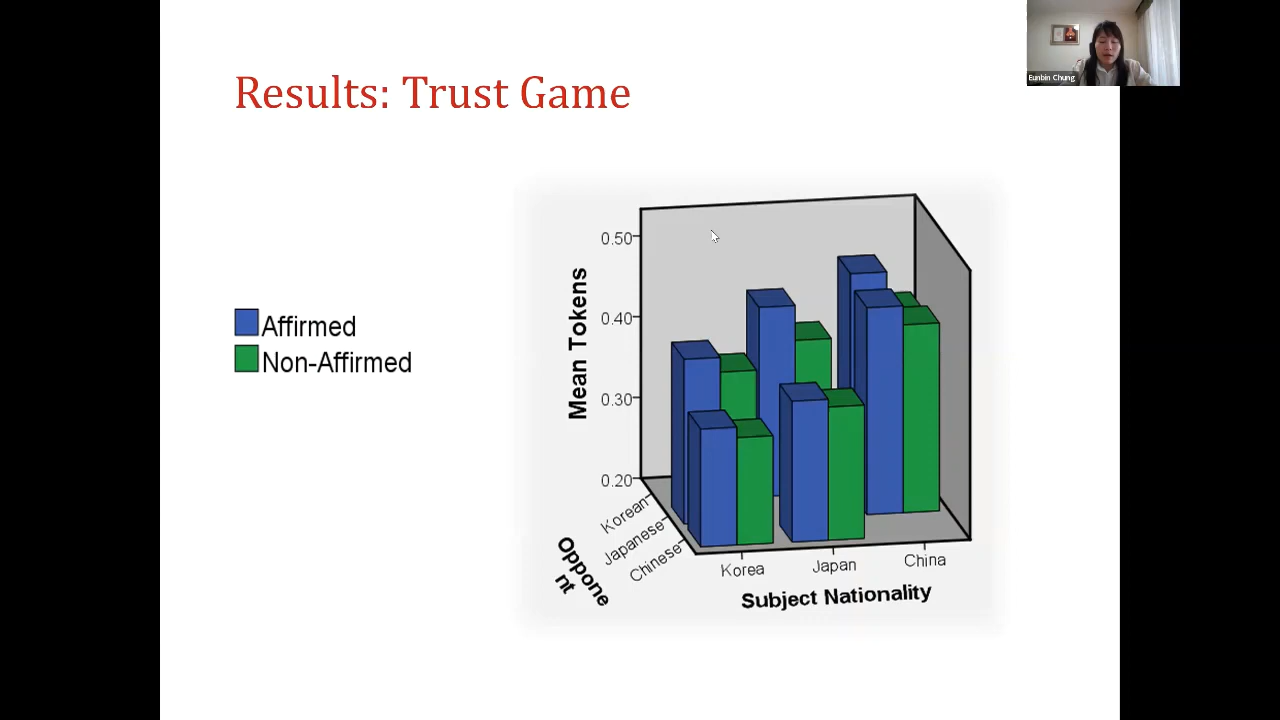 Eunbin Chung
Results: Trust Game
Affirmed
Non-Affirmed
Mean Tokens
0.50
0.40
0.30
0.20
Korean
Japanese
Chinese
Oppone
nt
Korea
Japan
China
Subject Nationality